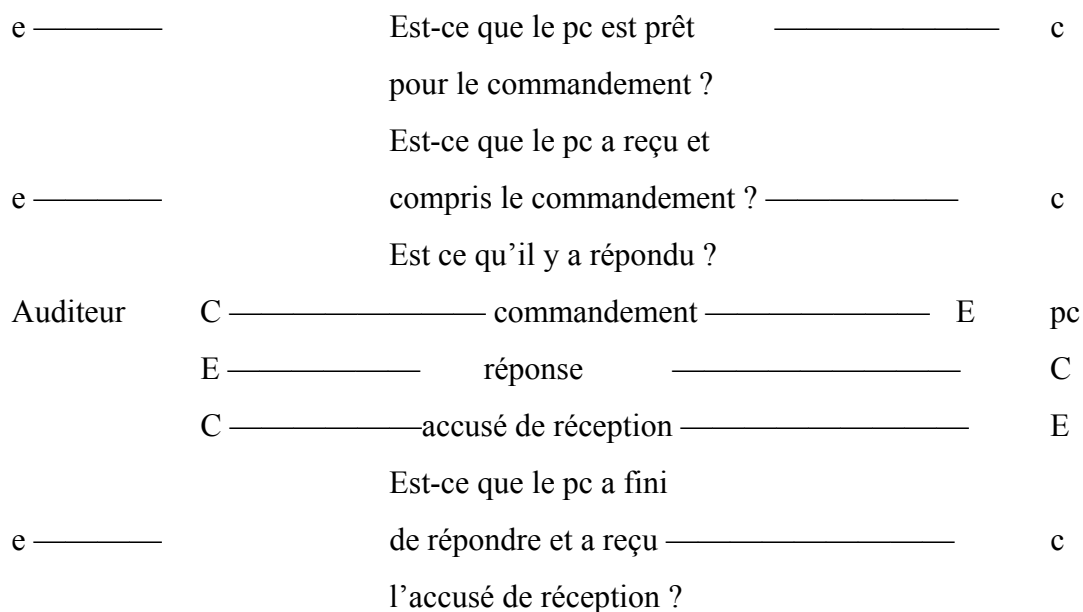 e ———— Est-ce que le pc est prêt ——————— c
pour le commandement ?
Est-ce que le pc a reçu et
e ———— compris le commandement ? —————— c
Est ce qu’il y a répondu ?
Auditeur C ———————— commandement ——————— E pc
E —————— réponse ————————— C
C ——————accusé de réception ————————— E
Est-ce que le pc a fini
e ———— de répondre et a reçu ————————— c
l’accusé de réception ?